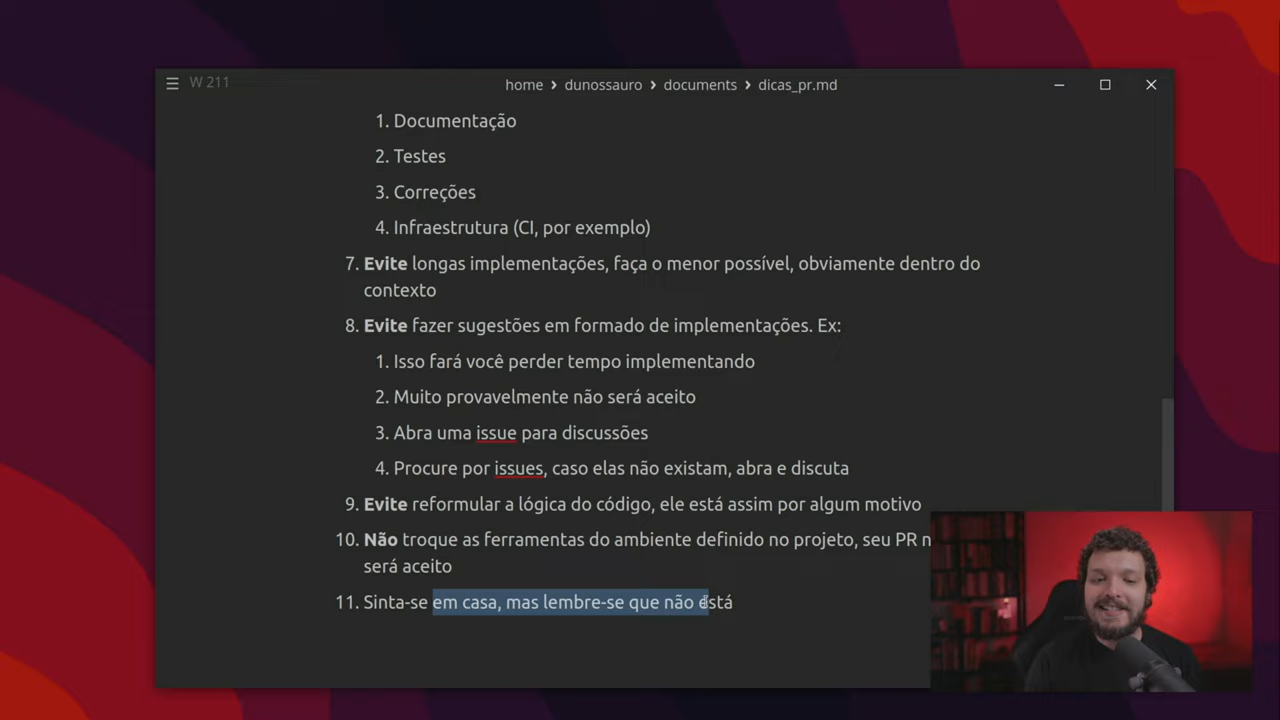 W 211
home › dunossauro › documents › dicas_pr.md
1. Documentação
2. Testes
3. Correções
4. Infraestrutura (CI, por exemplo)
7. Evite longas implementações, faça o menor possível, obviamente dentro do
contexto
8. Evite fazer sugestões em formado de implementações. Ex:
1. Isso fará você perder tempo implementando
2. Muito provavelmente não será aceito
3. Abra uma issue para discussões
4. Procure por issues, caso elas não existam, abra e discuta
9. Evite reformular a lógica do código, ele está assim por algum motivo
10. Não troque as ferramentas do ambiente definido no projeto, seu PR
será aceito
11. Sinta-se em casa, mas lembre-se que não está